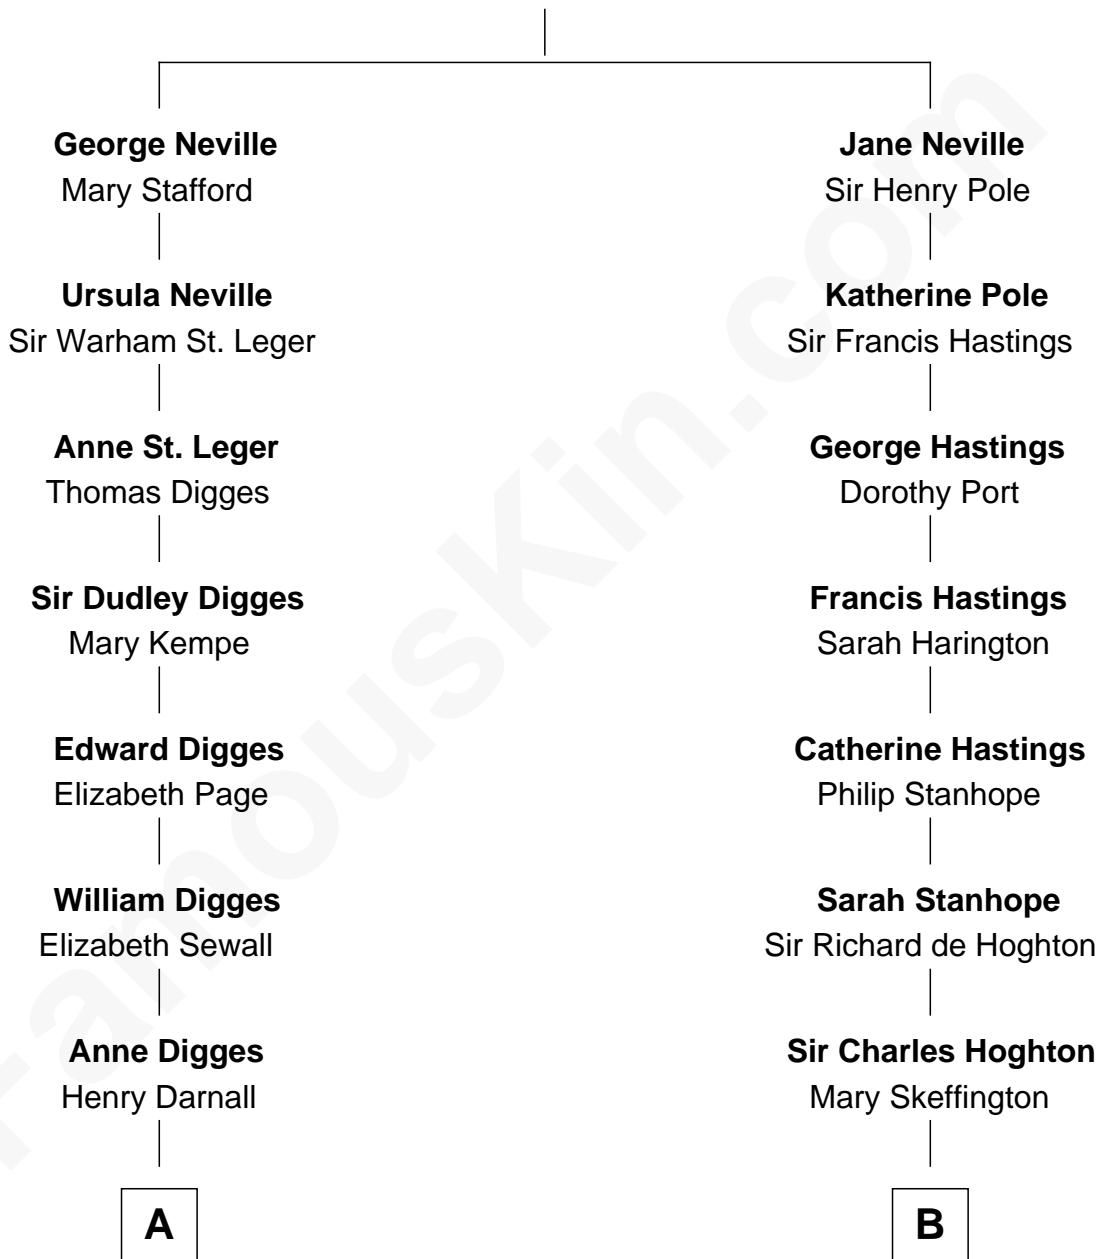 George Neville
Mary Stafford
Jane Neville
Sir Henry Pole
Ursula Neville
Sir Warham St. Leger
Katherine Pole
Sir Francis Hastings
Anne St. Leger
Thomas Digges
George Hastings
Dorothy Port
Sir Dudley Digges
Mary Kempe
Francis Hastings
Sarah Harington
Edward Digges
Elizabeth Page
Catherine Hastings
Philip Stanhope
William Digges
Elizabeth Sewall
Sarah Stanhope
Sir Richard de Hoghton
Anne Digges
Henry Darnall
Sir Charles Hoghton
Mary Skeffington
A
B
FamousKin.com